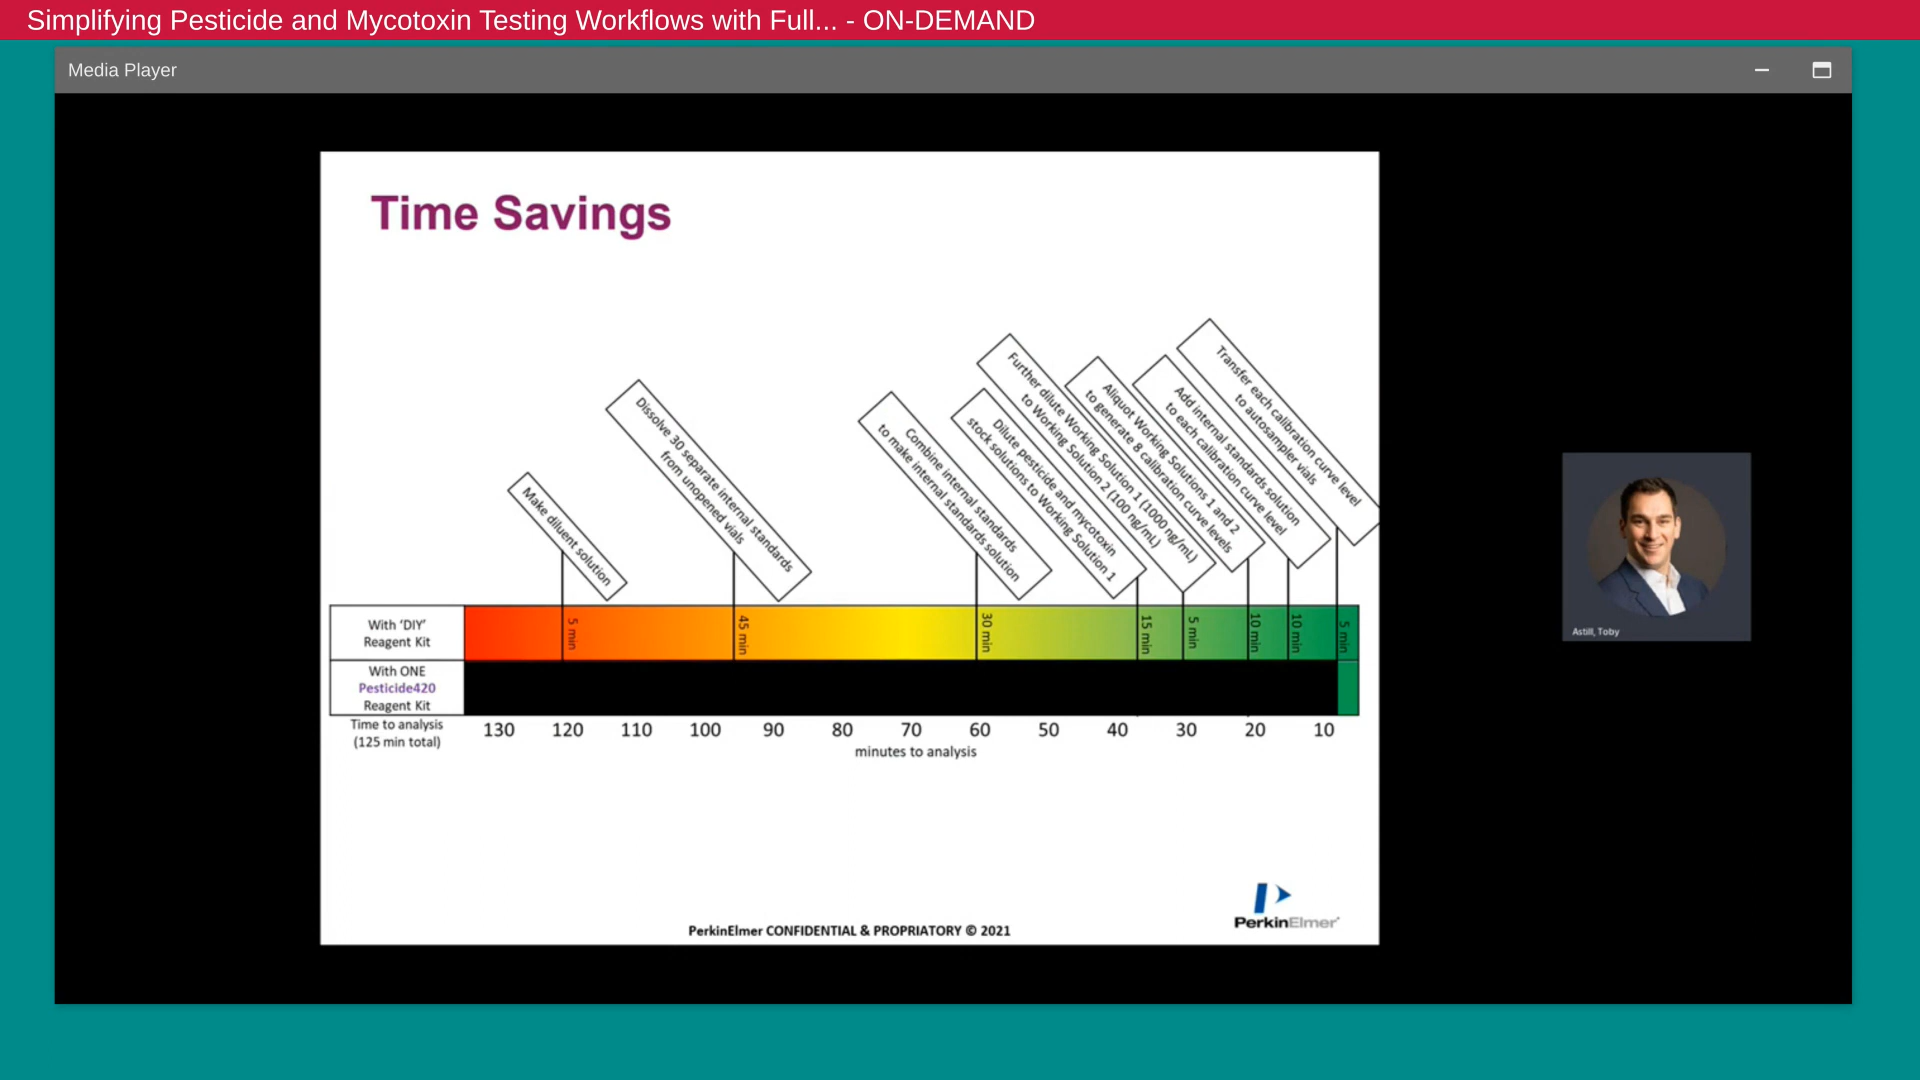 Simplifying Pesticide and Mycotoxin Testing Workflows with Full... - ON-DEMAND
Media Player
Time Savings
Make diluent solution
Dissolve 30 separate internal standards
from unopened vials
Combine internal standards
to make internal standards solution
Dilute pesticide and mycotoxin
stock solutions to Working Solution 1
Further dilute Working Solution 1 (1000 ng/mL)
to Working Solution 2 (100 ng/mL)
Aliquot Working Solutions 1 and 2
to generate 8 calibration curve levels
Add internal standards solution
to each calibration curve level
Transfer each calibration curve level
to autosampler vials
With ‘DIY’
Reagent Kit
5 min
45 min
30 min
15 min
5 min
10 min
10 min
5 min
With ONE
Pesticide420
Reagent Kit
Time to analysis
(125 min total)
130 120 110 100 90 80 70 60 50 40 30 20 10
minutes to analysis
Astill, Toby
PerkinElmer
PerkinElmer CONFIDENTIAL & PROPRIATORY © 2021